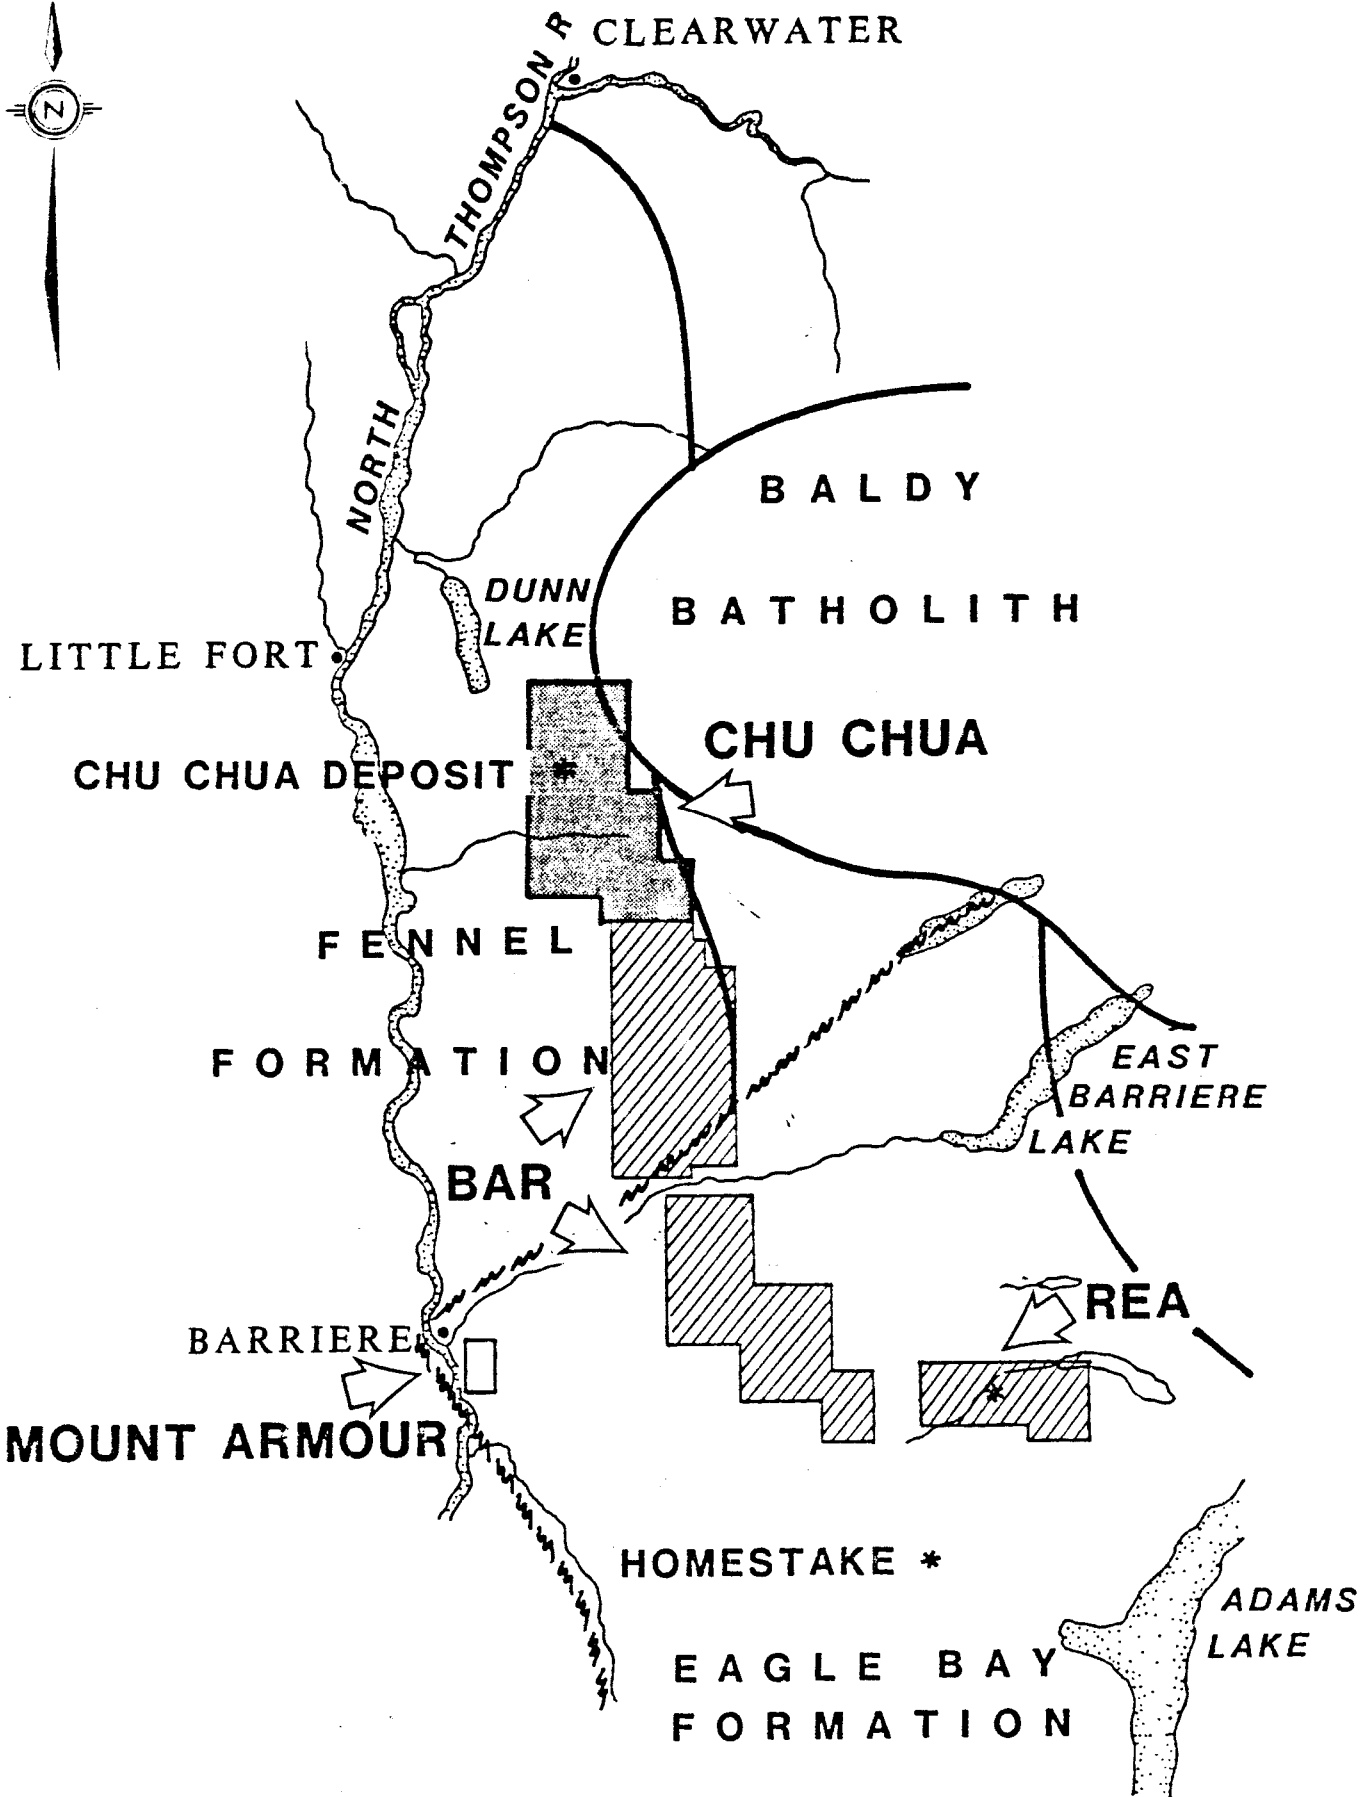 CLEARWATER
N
THOMPSON R
NORTH
BALDY
BATHOLITH
DUNN
LAKE
LITTLE FORT
CHU CHUA
CHU CHUA DEPOSIT *
FENNEL
FORMATION
EAST
BARRIERE
LAKE
BAR
REA
BARRIERE
*
MOUNT ARMOUR
HOMESTAKE *
ADAMS
LAKE
EAGLE BAY
FORMATION